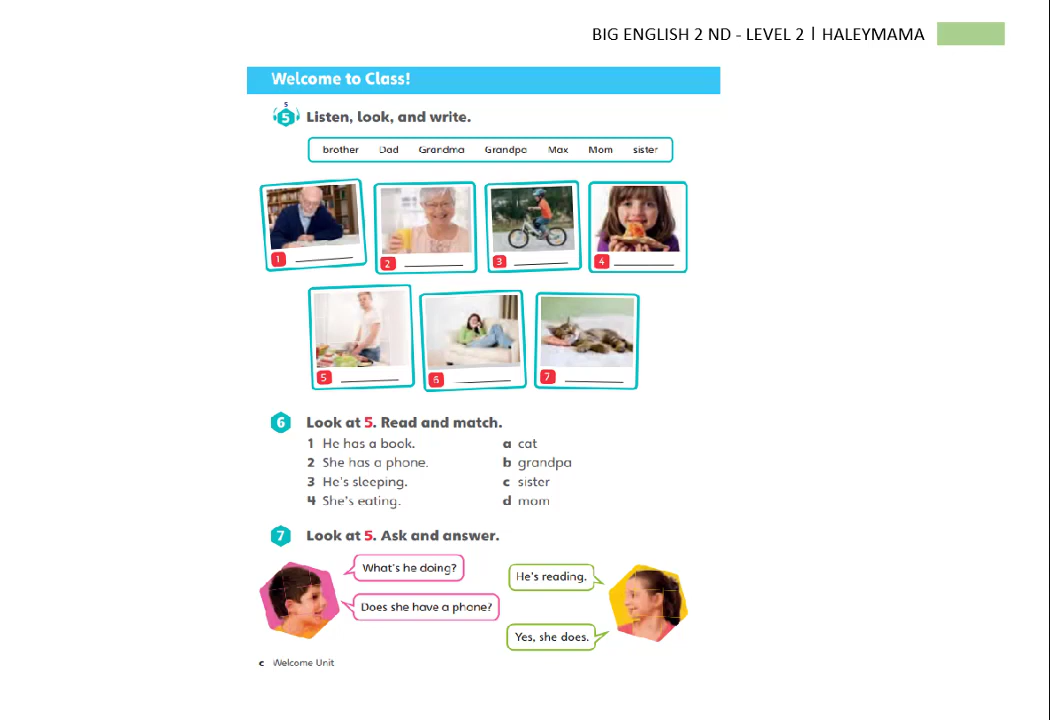 BIG ENGLISH 2 ND - LEVEL 2 I HALEYMAMA
Welcome to Class!
5
5 Listen, look, and write.
brother Dad Grandma Grandpa Max Mom sister
1
2
3
4
5
6
7
6 Look at 5. Read and match.
1 He has a book. a cat
2 She has a phone. b grandpa
3 He's sleeping. c sister
4 She's eating. d mom
7 Look at 5. Ask and answer.
What's he doing?
He's reading.
Does she have a phone?
Yes, she does.
c Welcome Unit